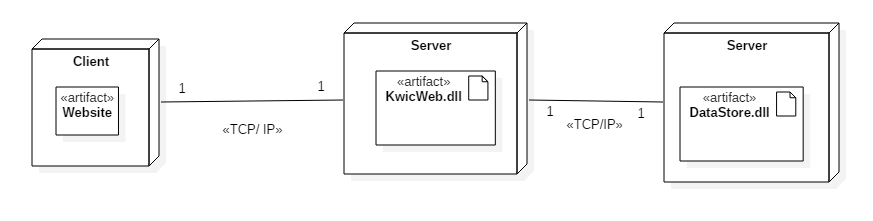 Client
«artifact»
Website
1
1
«TCP/ IP»
Server
«artifact»
KwicWeb.dll
1
1
«TCP/IP»
Server
«artifact»
DataStore.dll